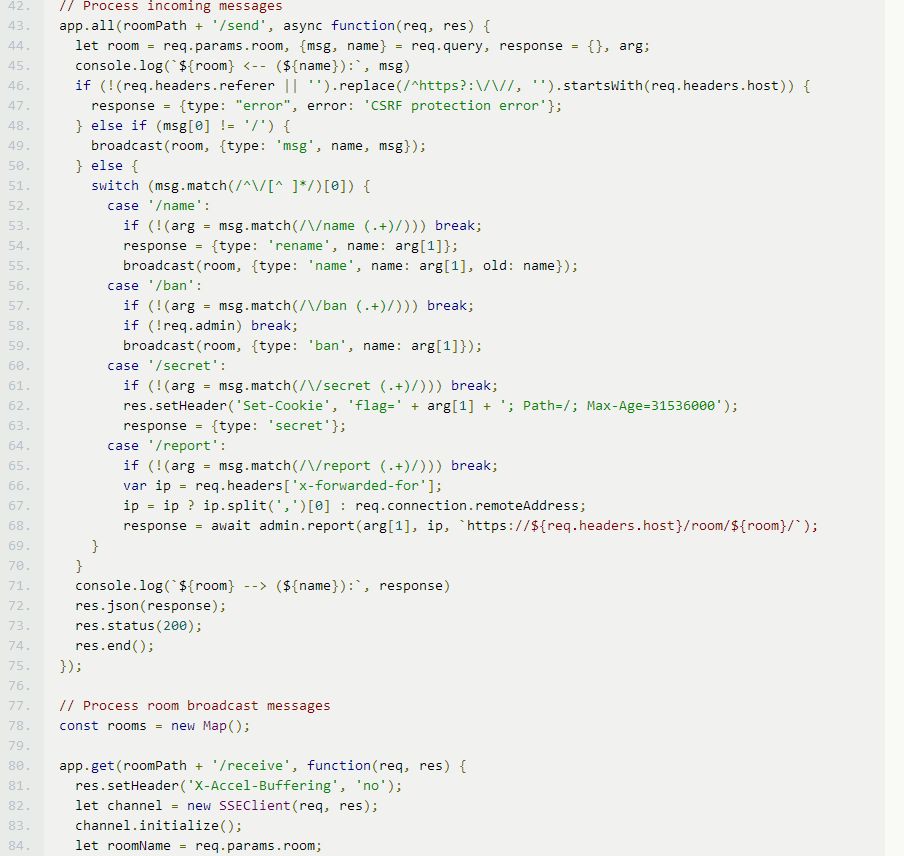 42. // Process incoming messages
43. app.all(roomPath + '/send', async function(req, res) {
44.   let room = req.params.room, {msg, name} = req.query, response = {}, arg;
45.   console.log(`${room} <-- (${name}):`, msg)
46.   if (!(req.headers.referer || '').replace(/^https?:\/\//, '').startsWith(req.headers.host)) {
47.     response = {type: "error", error: 'CSRF protection error'};
48.   } else if (msg[0] != '/') {
49.     broadcast(room, {type: 'msg', name, msg});
50.   } else {
51.     switch (msg.match(/^\/[^ ]*/)[0]) {
52.       case '/name':
53.         if (!(arg = msg.match(/\/name (.+)/))) break;
54.         response = {type: 'rename', name: arg[1]};
55.         broadcast(room, {type: 'name', name: arg[1], old: name});
56.       case '/ban':
57.         if (!(arg = msg.match(/\/ban (.+)/))) break;
58.         if (!req.admin) break;
59.         broadcast(room, {type: 'ban', name: arg[1]});
60.       case '/secret':
61.         if (!(arg = msg.match(/\/secret (.+)/))) break;
62.         res.setHeader('Set-Cookie', 'flag=' + arg[1] + '; Path=/; Max-Age=31536000');
63.         response = {type: 'secret'};
64.       case '/report':
65.         if (!(arg = msg.match(/\/report (.+)/))) break;
66.         var ip = req.headers['x-forwarded-for'];
67.         ip = ip ? ip.split(',')[0] : req.connection.remoteAddress;
68.         response = await admin.report(arg[1], ip, `https://${req.headers.host}/room/${room}/`);
69.     }
70.   }
71.   console.log(`${room} --> (${name}):`, response)
72.   res.json(response);
73.   res.status(200);
74.   res.end();
75. });
76.
77. // Process room broadcast messages
78. const rooms = new Map();
79.
80. app.get(roomPath + '/receive', function(req, res) {
81.   res.setHeader('X-Accel-Buffering', 'no');
82.   let channel = new SSEClient(req, res);
83.   channel.initialize();
84.   let roomName = req.params.room;